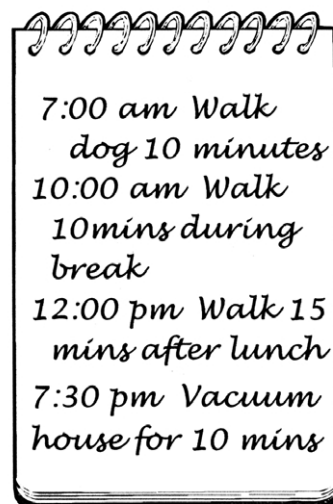 7:00 am Walk
dog 10 minutes
10:00 am Walk
10mins during
break
12:00 pm Walk 15
mins after lunch
7:30 pm Vacuum
house for 10 mins